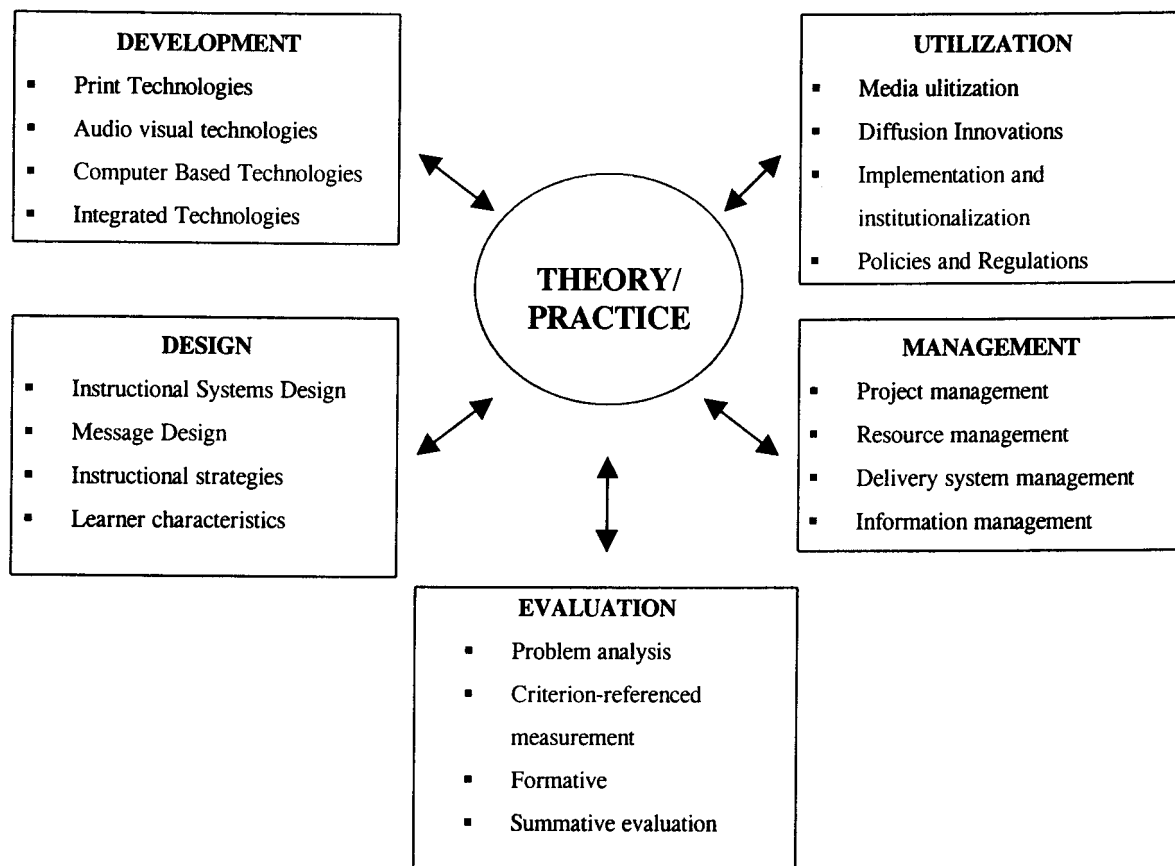 DEVELOPMENT
▪ Print Technologies
▪ Audio visual technologies
▪ Computer Based Technologies
▪ Integrated Technologies
UTILIZATION
▪ Media ulitization
▪ Diffusion Innovations
▪ Implementation and
institutionalization
▪ Policies and Regulations
THEORY/
PRACTICE
DESIGN
▪ Instructional Systems Design
▪ Message Design
▪ Instructional strategies
▪ Learner characteristics
MANAGEMENT
▪ Project management
▪ Resource management
▪ Delivery system management
▪ Information management
EVALUATION
▪ Problem analysis
▪ Criterion-referenced
measurement
▪ Formative
▪ Summative evaluation